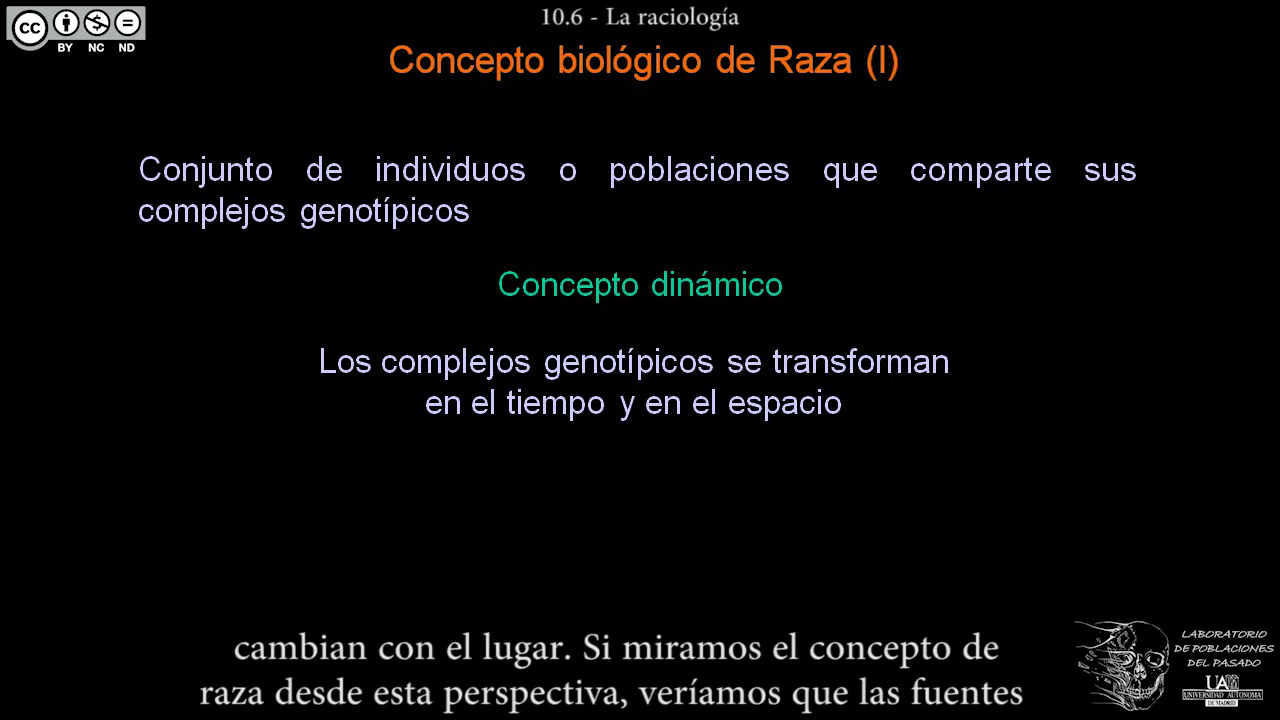 10.6 - La raciología
cc
BY NC ND
Concepto biológico de Raza (I)
Conjunto de individuos o poblaciones que comparte sus
complejos genotípicos
Concepto dinámico
Los complejos genotípicos se transforman
en el tiempo y en el espacio
cambian con el lugar. Si miramos el concepto de
raza desde esta perspectiva, veríamos que las fuentes
LABORATORIO
DE POBLACIONES
DEL PASADO
UAM
UNIVERSIDAD AUTONOMA
DE MADRID